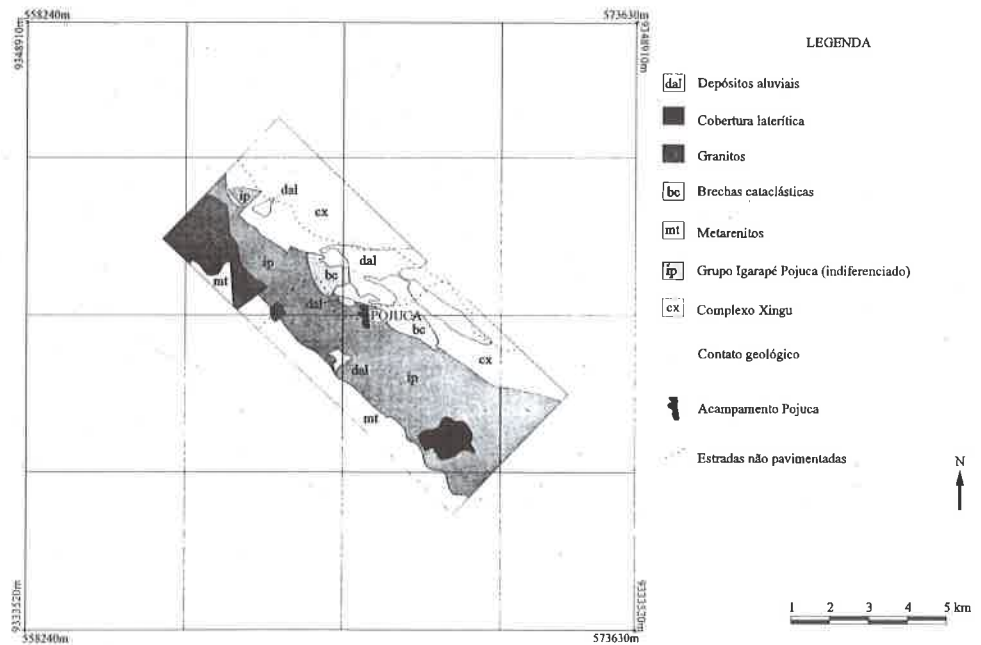 558240m
573630m
9348910m
9348910m
LEGENDA
dal Depósitos aluviais
Cobertura laterítica
Granitos
bc Brechas cataclásticas
mt Metarenitos
ip Grupo Igarapé Pojuca (indiferenciado)
cx Complexo Xingu
Contato geológico
Acampamento Pojuca
Estradas não pavimentadas
N
1 2 3 4 5 km
ip
dal
cx
ip
dal
bc
mt
dal
POJUCA
bc
cx
dal
ip
mt
9333520m
9333520m
558240m
573630m